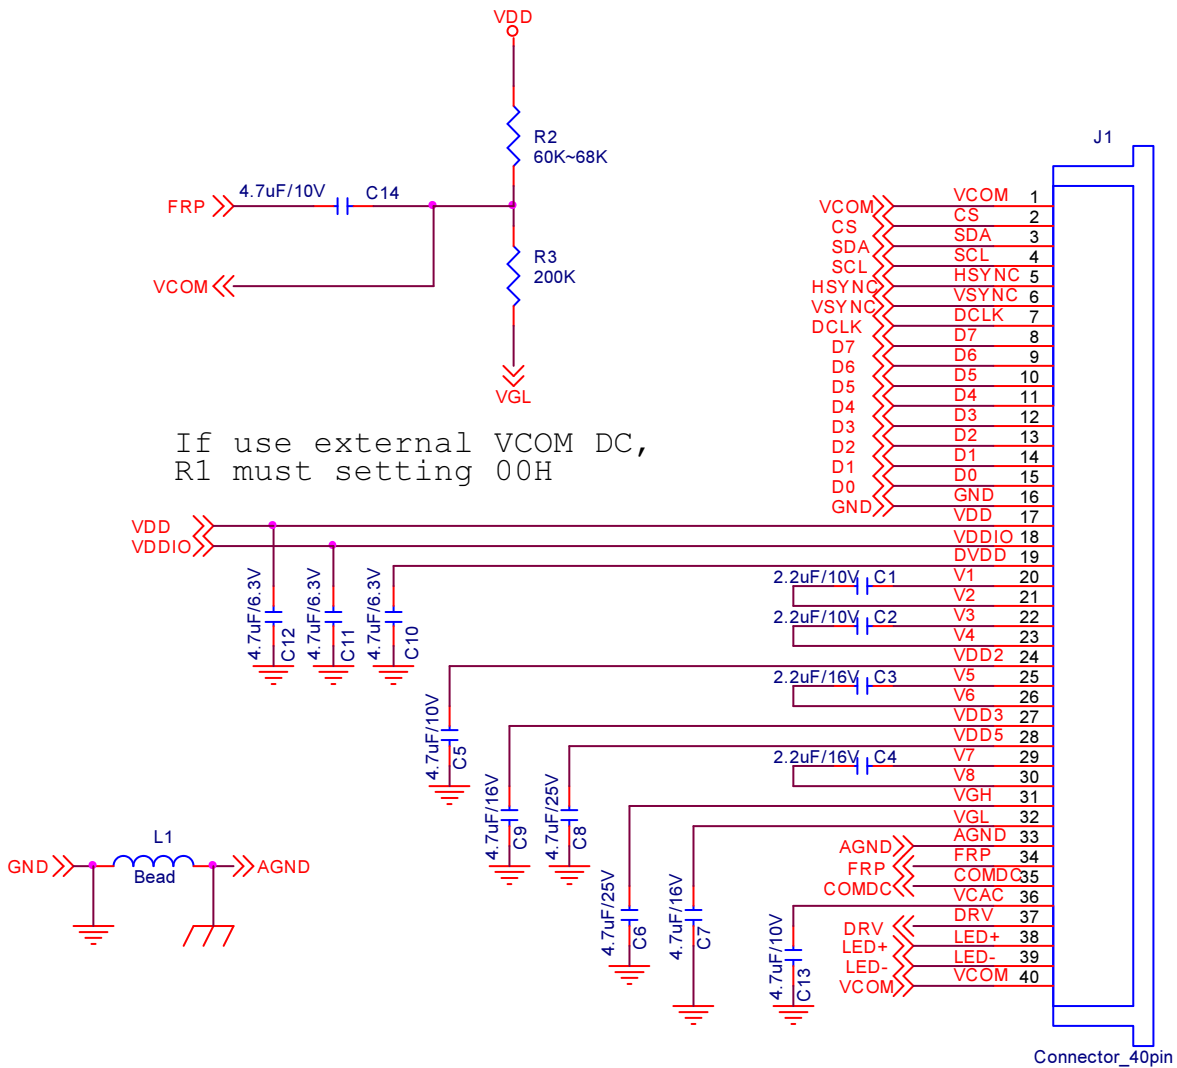 VDD
R2
60K~68K
4.7uF/10V
C14
FRP
R3
200K
VCOM
VGL
If use external VCOM DC,
R1 must setting 00H
J1
VCOM VCOM 1
CS CS 2
SDA SDA 3
SCL SCL 4
HSYNC HSYNC 5
VSYNC VSYNC 6
DCLK DCLK 7
D7 D7 8
D6 D6 9
D5 D5 10
D4 D4 11
D3 D3 12
D2 D2 13
D1 D1 14
D0 D0 15
GND GND 16
VDD VDD 17
VDDIO VDDIO 18
DVDD 19
2.2uF/10V C1 V1 20
V2 21
2.2uF/10V C2 V3 22
V4 23
VDD2 24
2.2uF/16V C3 V5 25
V6 26
VDD3 27
VDD5 28
2.2uF/16V C4 V7 29
V8 30
VGH 31
VGL 32
AGND AGND 33
FRP FRP 34
COMDC COMDC 35
VCAC 36
DRV DRV 37
LED+ LED+ 38
LED- LED- 39
VCOM VCOM 40
Connector_40pin
4.7uF/6.3V
C12
4.7uF/6.3V
C11
4.7uF/6.3V
C10
4.7uF/10V
C5
4.7uF/16V
C9
4.7uF/25V
C8
4.7uF/25V
C6
4.7uF/16V
C7
4.7uF/10V
C13
L1
GND
Bead
AGND